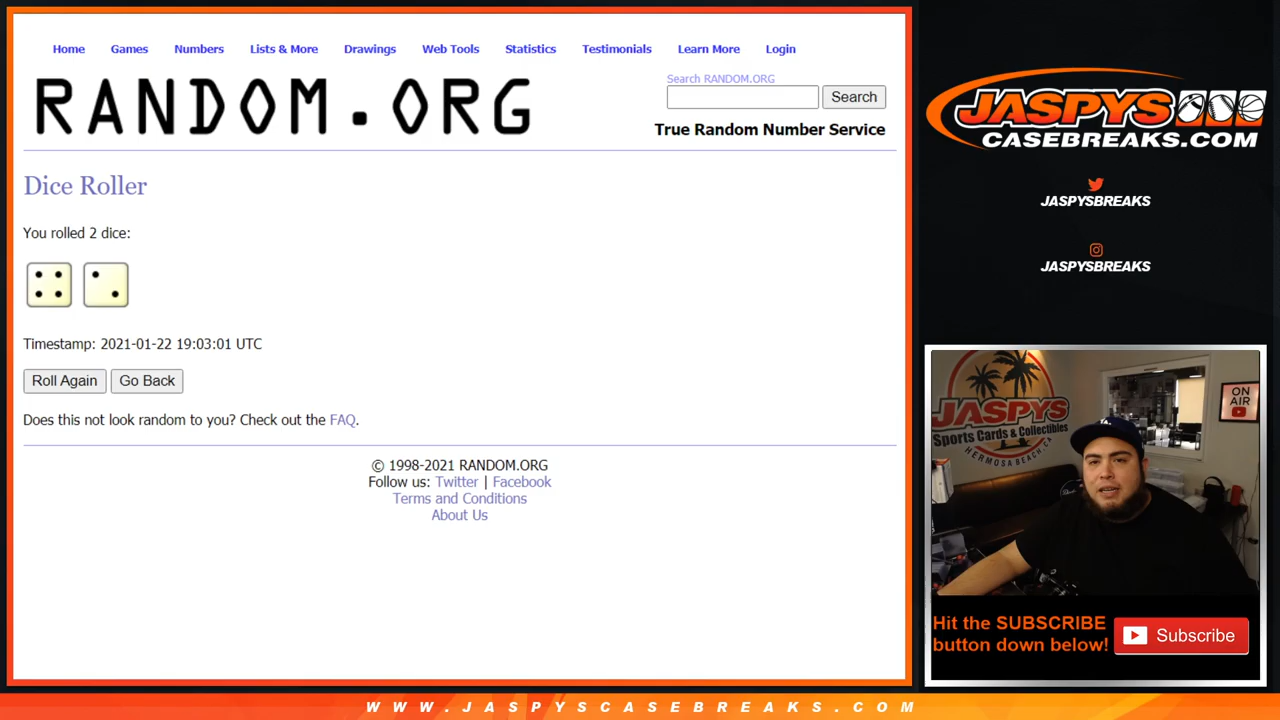 Home Games Numbers Lists & More Drawings Web Tools Statistics Testimonials Learn More Login
RANDOM.ORG
Search RANDOM.ORG
Search
True Random Number Service
Dice Roller
You rolled 2 dice:
Timestamp: 2021-01-22 19:03:01 UTC
Roll Again Go Back
Does this not look random to you? Check out the FAQ.
© 1998-2021 RANDOM.ORG
Follow us: Twitter | Facebook
Terms and Conditions
About Us
JASPYS
CASEBREAKS.COM
JASPYSBREAKS
JASPYSBREAKS
JASPYS
Sports Cards & Collectibles
HERMOSA BEACH, CA
ON
AIR
LA
Hit the SUBSCRIBE
button down below!
Subscribe
WWW.JASPYSCASEBREAKS.COM